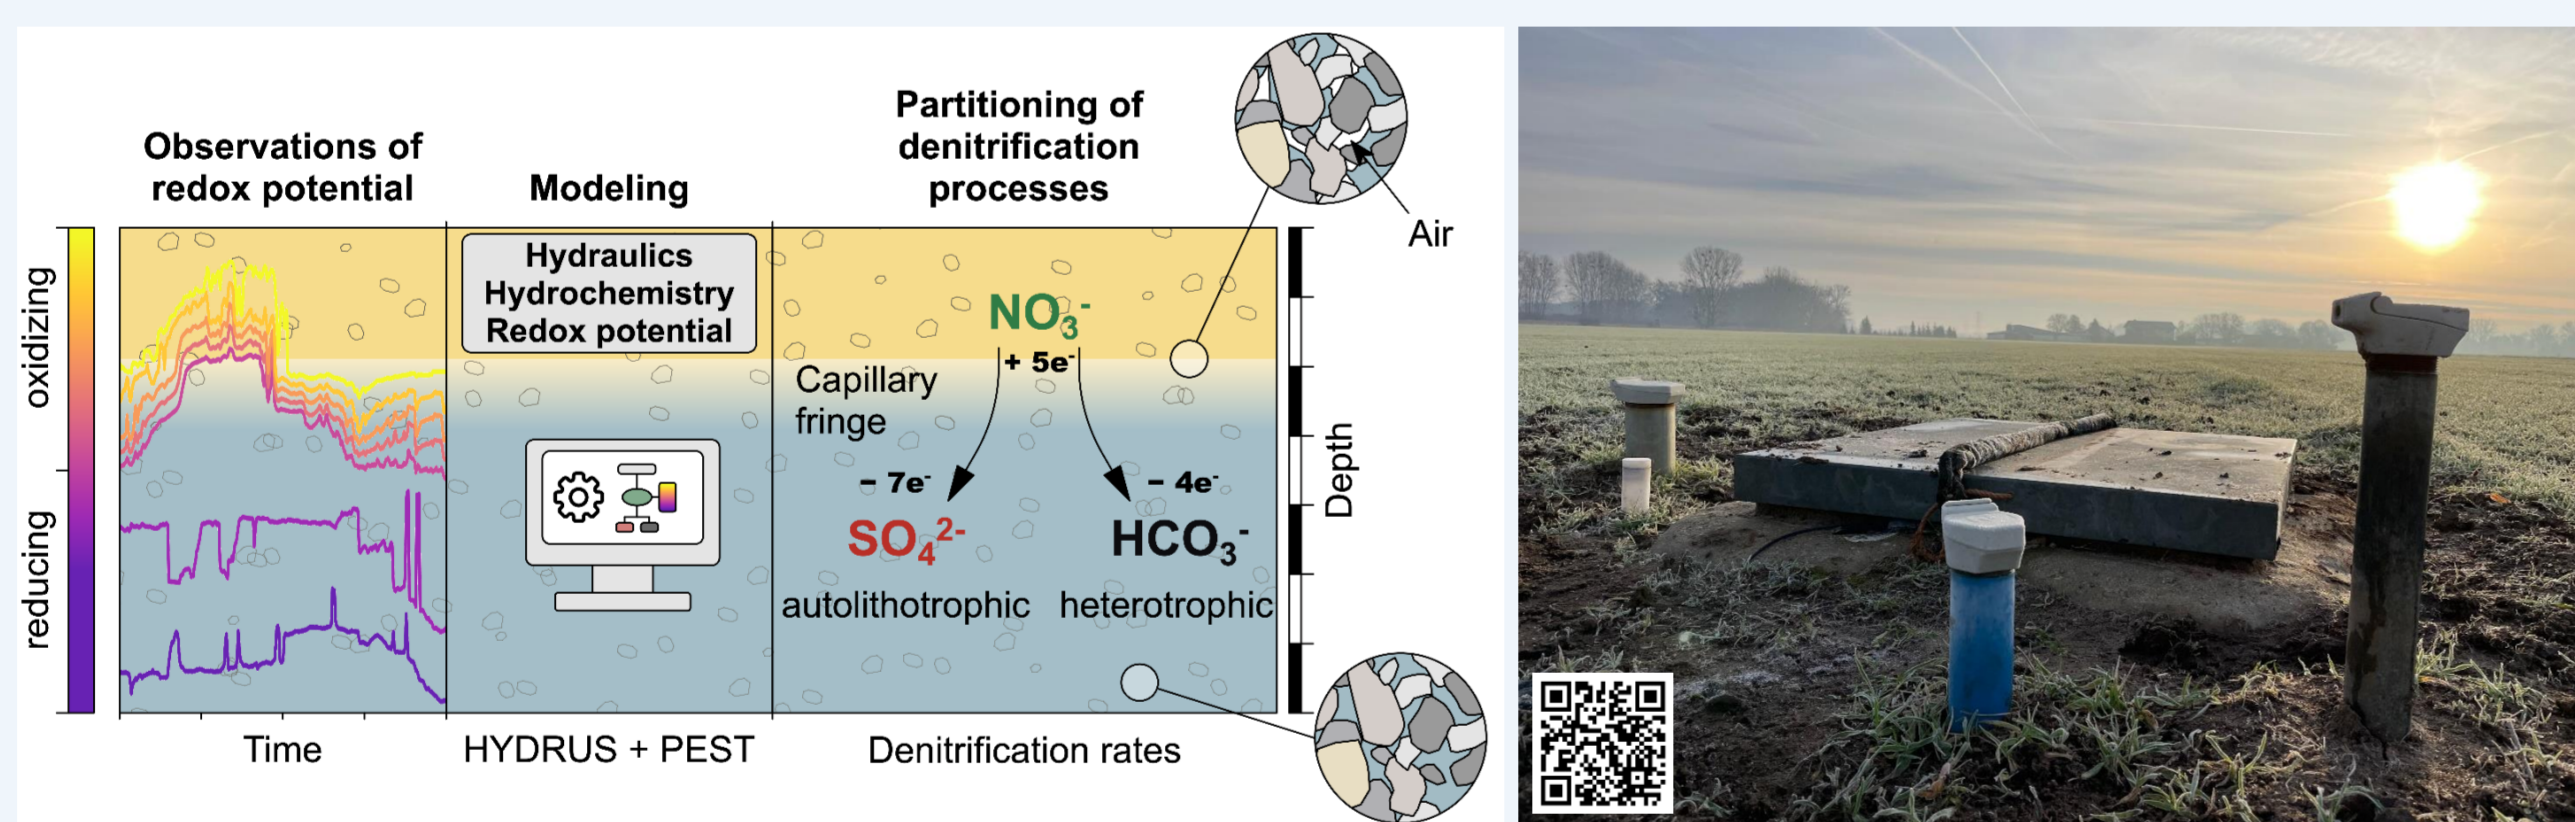 Observations of
redox potential
Modeling
Partitioning of
denitrification
processes
Air
oxidizing
reducing
Hydraulics
Hydrochemistry
Redox potential
NO₃⁻
+ 5e⁻
Capillary
fringe
− 7e⁻
− 4e⁻
SO₄²⁻
HCO₃⁻
autolithotrophic
heterotrophic
Depth
Time
HYDRUS + PEST
Denitrification rates